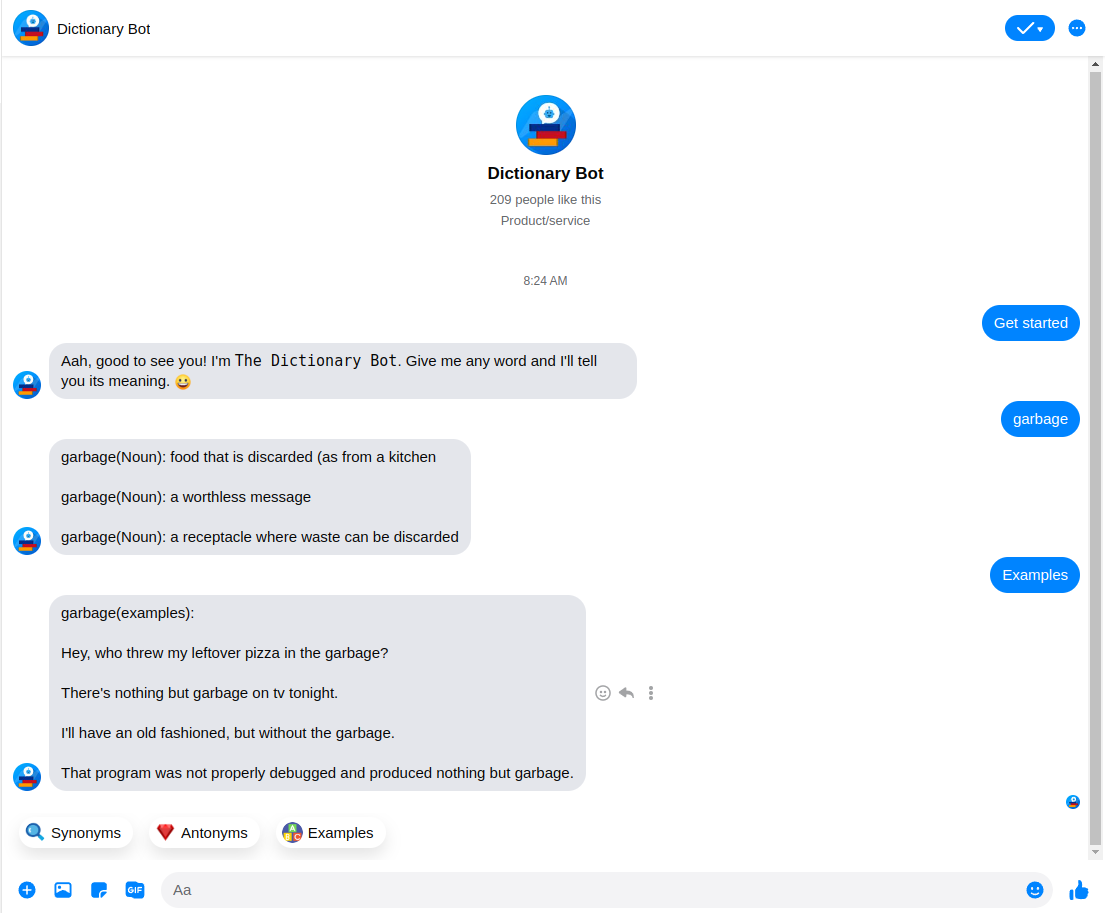 Dictionary Bot
Dictionary Bot
209 people like this
Product/service
8:24 AM
Get started
Aah, good to see you! I'm The Dictionary Bot. Give me any word and I'll tell
you its meaning. 😀
garbage
garbage(Noun): food that is discarded (as from a kitchen
garbage(Noun): a worthless message
garbage(Noun): a receptacle where waste can be discarded
Examples
garbage(examples):
Hey, who threw my leftover pizza in the garbage?
There's nothing but garbage on tv tonight.
I'll have an old fashioned, but without the garbage.
That program was not properly debugged and produced nothing but garbage.
Synonyms Antonyms Examples
GIF Aa